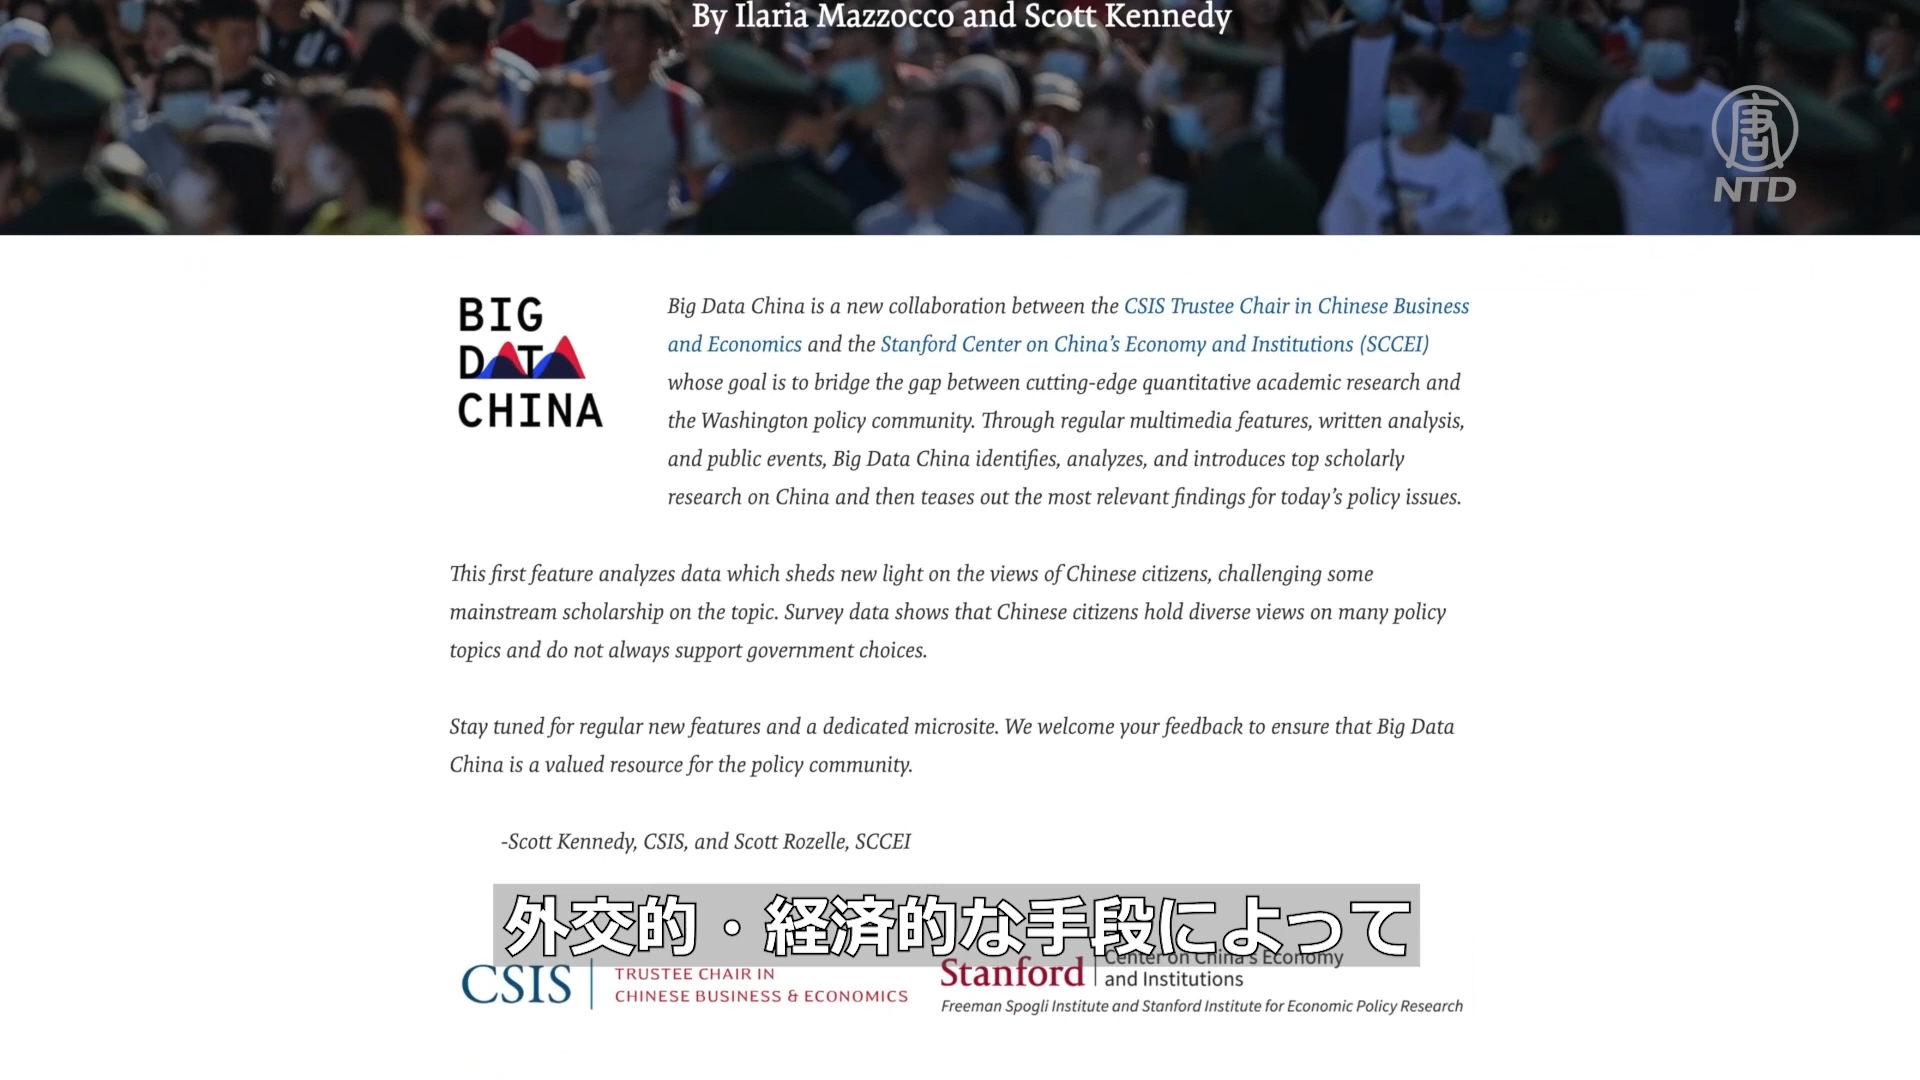 By Ilaria Mazzocco and Scott Kennedy
唐
NTD
BIG
DATA
CHINA
Big Data China is a new collaboration between the CSIS Trustee Chair in Chinese Business
and Economics and the Stanford Center on China’s Economy and Institutions (SCCEI)
whose goal is to bridge the gap between cutting-edge quantitative academic research and
the Washington policy community. Through regular multimedia features, written analysis,
and public events, Big Data China identifies, analyzes, and introduces top scholarly
research on China and then teases out the most relevant findings for today’s policy issues.
This first feature analyzes data which sheds new light on the views of Chinese citizens, challenging some
mainstream scholarship on the topic. Survey data shows that Chinese citizens hold diverse views on many policy
topics and do not always support government choices.
Stay tuned for regular new features and a dedicated microsite. We welcome your feedback to ensure that Big Data
China is a valued resource for the policy community.
-Scott Kennedy, CSIS, and Scott Rozelle, SCCEI
外交的・経済的な手段によって
CSIS
TRUSTEE CHAIR IN
CHINESE BUSINESS & ECONOMICS
Stanford
Center on China's Economy
and Institutions
Freeman Spogli Institute and Stanford Institute for Economic Policy Research